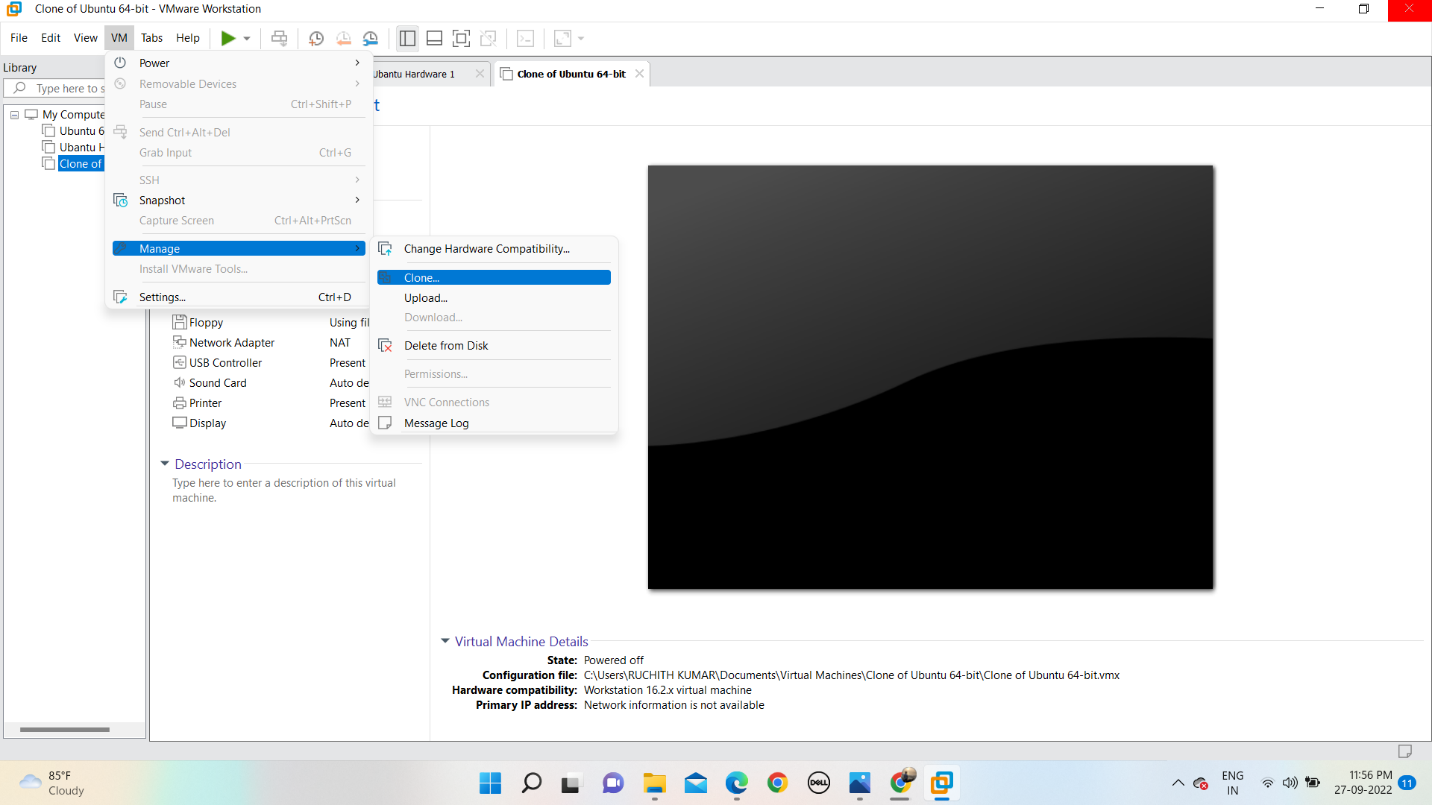 Clone of Ubuntu 64-bit - VMware Workstation
File Edit View VM Tabs Help
Library
Type here to s
My Compute
Ubuntu 6
Ubantu H
Clone of
Power
Removable Devices
Pause Ctrl+Shift+P
Send Ctrl+Alt+Del
Grab Input Ctrl+G
SSH
Snapshot
Capture Screen Ctrl+Alt+PrtScn
Manage
Install VMware Tools...
Settings... Ctrl+D
Change Hardware Compatibility...
Clone...
Upload...
Download...
Delete from Disk
Permissions...
VNC Connections
Message Log
Ubantu Hardware 1
Clone of Ubuntu 64-bit
t
Floppy Using fil
Network Adapter NAT
USB Controller Present
Sound Card Auto de
Printer Present
Display Auto de
Description
Type here to enter a description of this virtual
machine.
Virtual Machine Details
State: Powered off
Configuration file: C:\Users\RUCHITH KUMAR\Documents\Virtual Machines\Clone of Ubuntu 64-bit\Clone of Ubuntu 64-bit.vmx
Hardware compatibility: Workstation 16.2.x virtual machine
Primary IP address: Network information is not available
85°F
Cloudy
DELL
ENG
IN
11:56 PM
27-09-2022
11